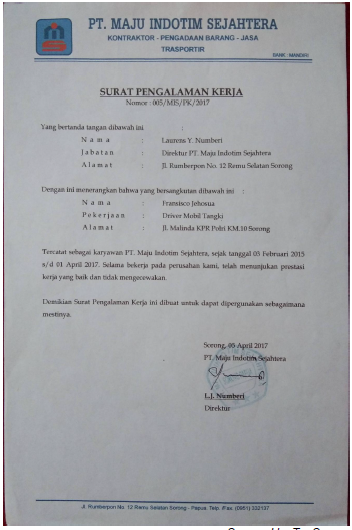 PT. MAJU INDOTIM SEJAHTERA
KONTRAKTOR - PENGADAAN BARANG - JASA
TRASPORTIR
BANK : MANDIRI
SURAT PENGALAMAN KERJA
Nomor : 005/MIS/PK/2017
Yang bertanda tangan dibawah ini :
N a m a : Laurens Y. Numberi
J a b a t a n : Direktur PT. Maju Indotim Sejahtera
A l a m a t : Jl. Rumberpon No. 12 Remu Selatan Sorong
Dengan ini menerangkan bahwa yang bersangkutan dibawah ini :
N a m a : Fransisco Jehosua
P e k e r j a a n : Driver Mobil Tangki
A l a m a t : Jl. Malinda KPR Polri KM.10 Sorong
Tercatat sebagai karyawan PT. Maju Indotim Sejahtera, sejak tanggal 03 Februari 2015
s/d 01 April 2017. Selama bekerja pada perusahan kami, telah menunjukan prestasi
kerja yang baik dan tidak mengecewakan.
Demikian Surat Pengalaman Kerja ini dibuat untuk dapat dipergunakan sebagaimana
mestinya.
Sorong, 05 April 2017
PT. Maju Indotim Sejahtera
L.J. Numberi
Direktur
Jl. Rumberpon No. 12 Remu Selatan Sorong - Papua. Telp. /Fax. (0951) 332137